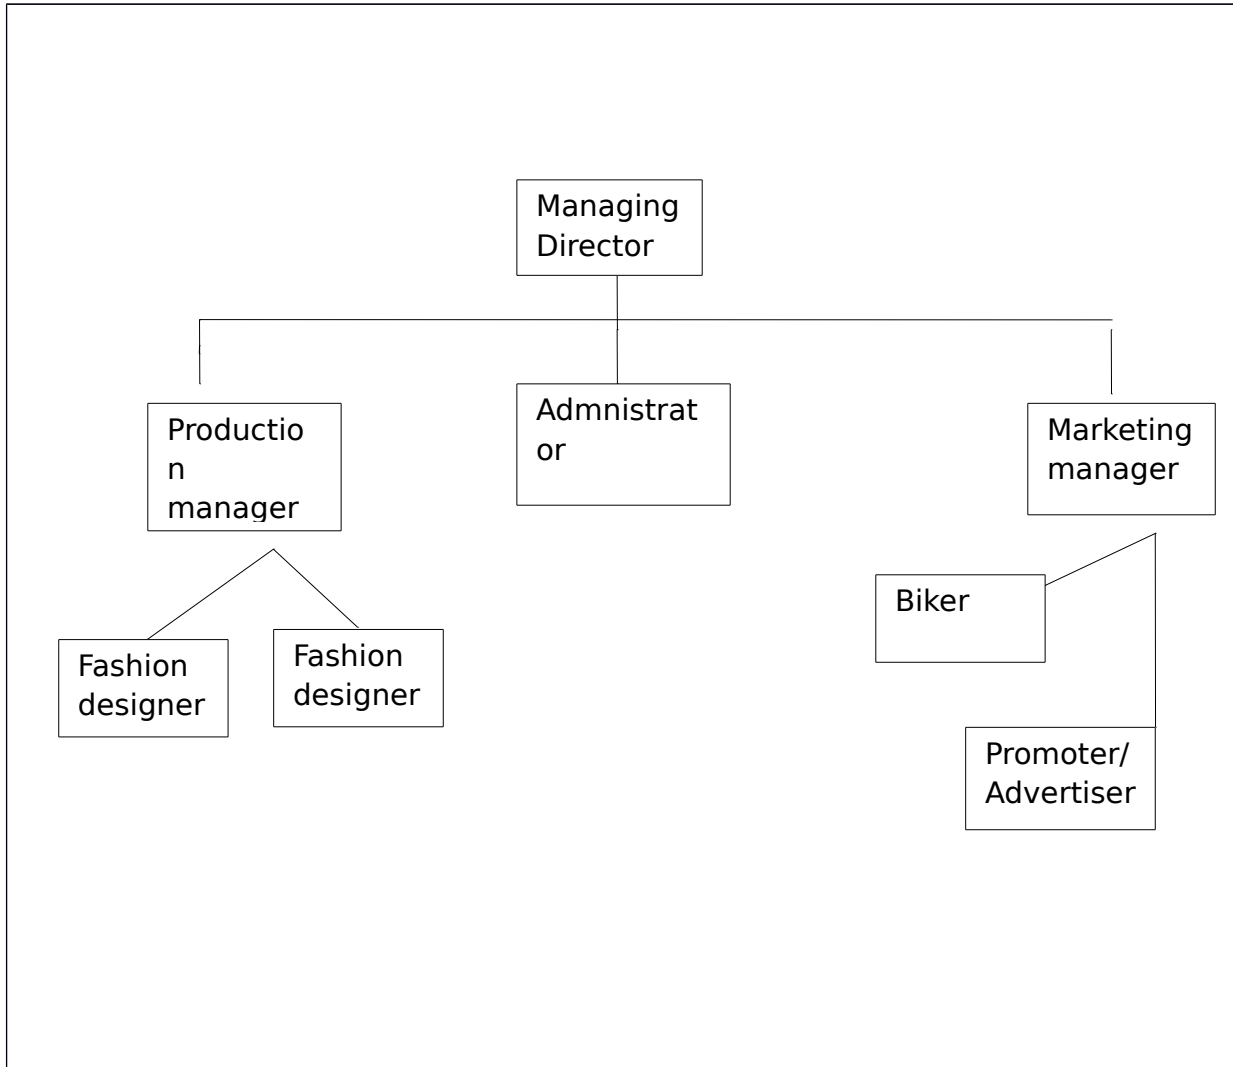 Managing
Director
Productio
n
manager
Admnistrat
or
Marketing
manager
Biker
Fashion
designer
Fashion
designer
Promoter/
Advertiser